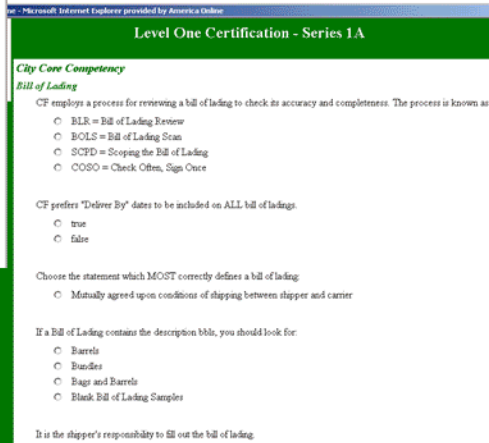 ne - Microsoft Internet Explorer provided by America Online
Level One Certification - Series 1A
City Core Competency
Bill of Lading
CF employs a process for reviewing a bill of lading to check its accuracy and completeness. The process is known as
BLR = Bill of Lading Review
BOLS = Bill of Lading Scan
SCPD = Scoping the Bill of Lading
COSO = Check Often, Sign Once
CF prefers "Deliver By" dates to be included on ALL bill of ladings.
true
false
Choose the statement which MOST correctly defines a bill of lading:
Mutually agreed upon conditions of shipping between shipper and carrier
If a Bill of Lading contains the description bbls, you should look for:
Barrels
Bundles
Bags and Barrels
Blank Bill of Lading Samples
It is the shipper's responsibility to fill out the bill of lading.